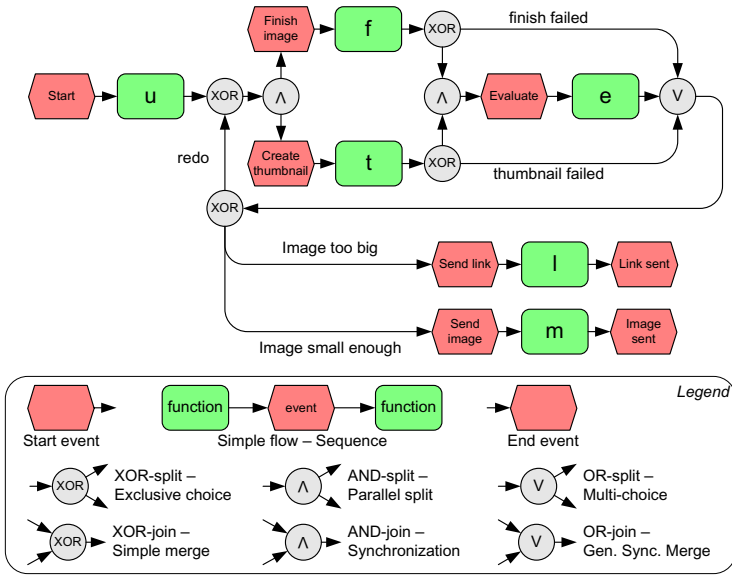 Finish
image
f
XOR
finish failed
Start
u
XOR
Λ
Λ
Evaluate
e
V
redo
Create
thumbnail
t
XOR
thumbnail failed
XOR
Image too big
Send link
l
Link sent
Image small enough
Send
image
m
Image
sent
Legend
function
event
function
Start event
Simple flow – Sequence
End event
XOR
XOR-split –
Exclusive choice
Λ
AND-split –
Parallel split
V
OR-split –
Multi-choice
XOR
XOR-join –
Simple merge
Λ
AND-join –
Synchronization
V
OR-join –
Gen. Sync. Merge